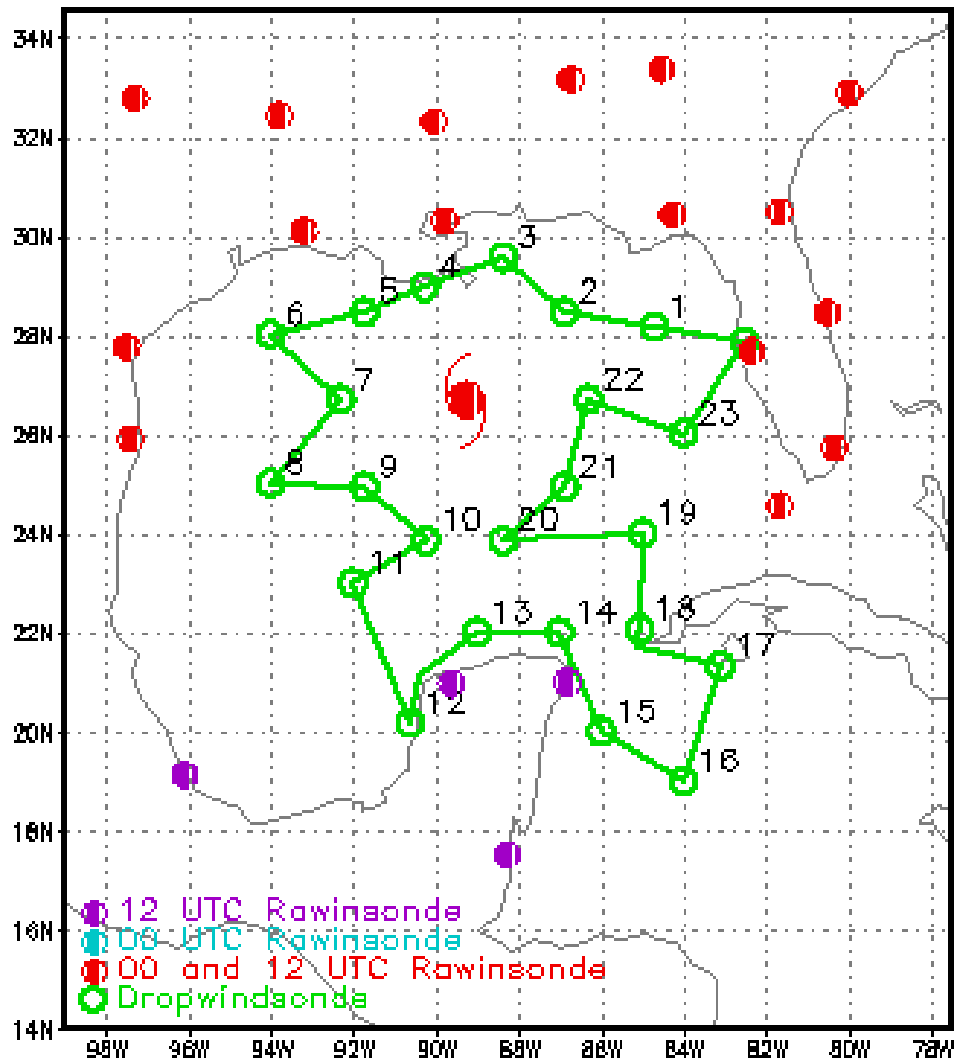 34N
32N
30N
28N
26N
24N
22N
20N
18N
16N
14N
3
4
2
5
1
6
7
22
23
8
9
21
10
20
19
11
13
14
18
17
12
15
16
12 UTC Rawinsonde
00 UTC Rawinsonde
00 and 12 UTC Rawinsonde
Dropwindsonde
98W 96W 94W 92W 90W 88W 86W 84W 82W 80W 78W